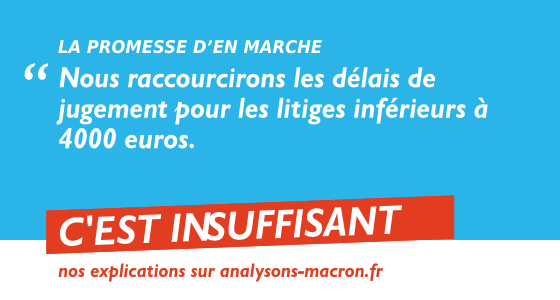 LA PROMESSE D’EN MARCHE
“ Nous raccourcirons les délais de
jugement pour les litiges inférieurs à
4000 euros.
C'EST INSUFFISANT
nos explications sur analysons-macron.fr